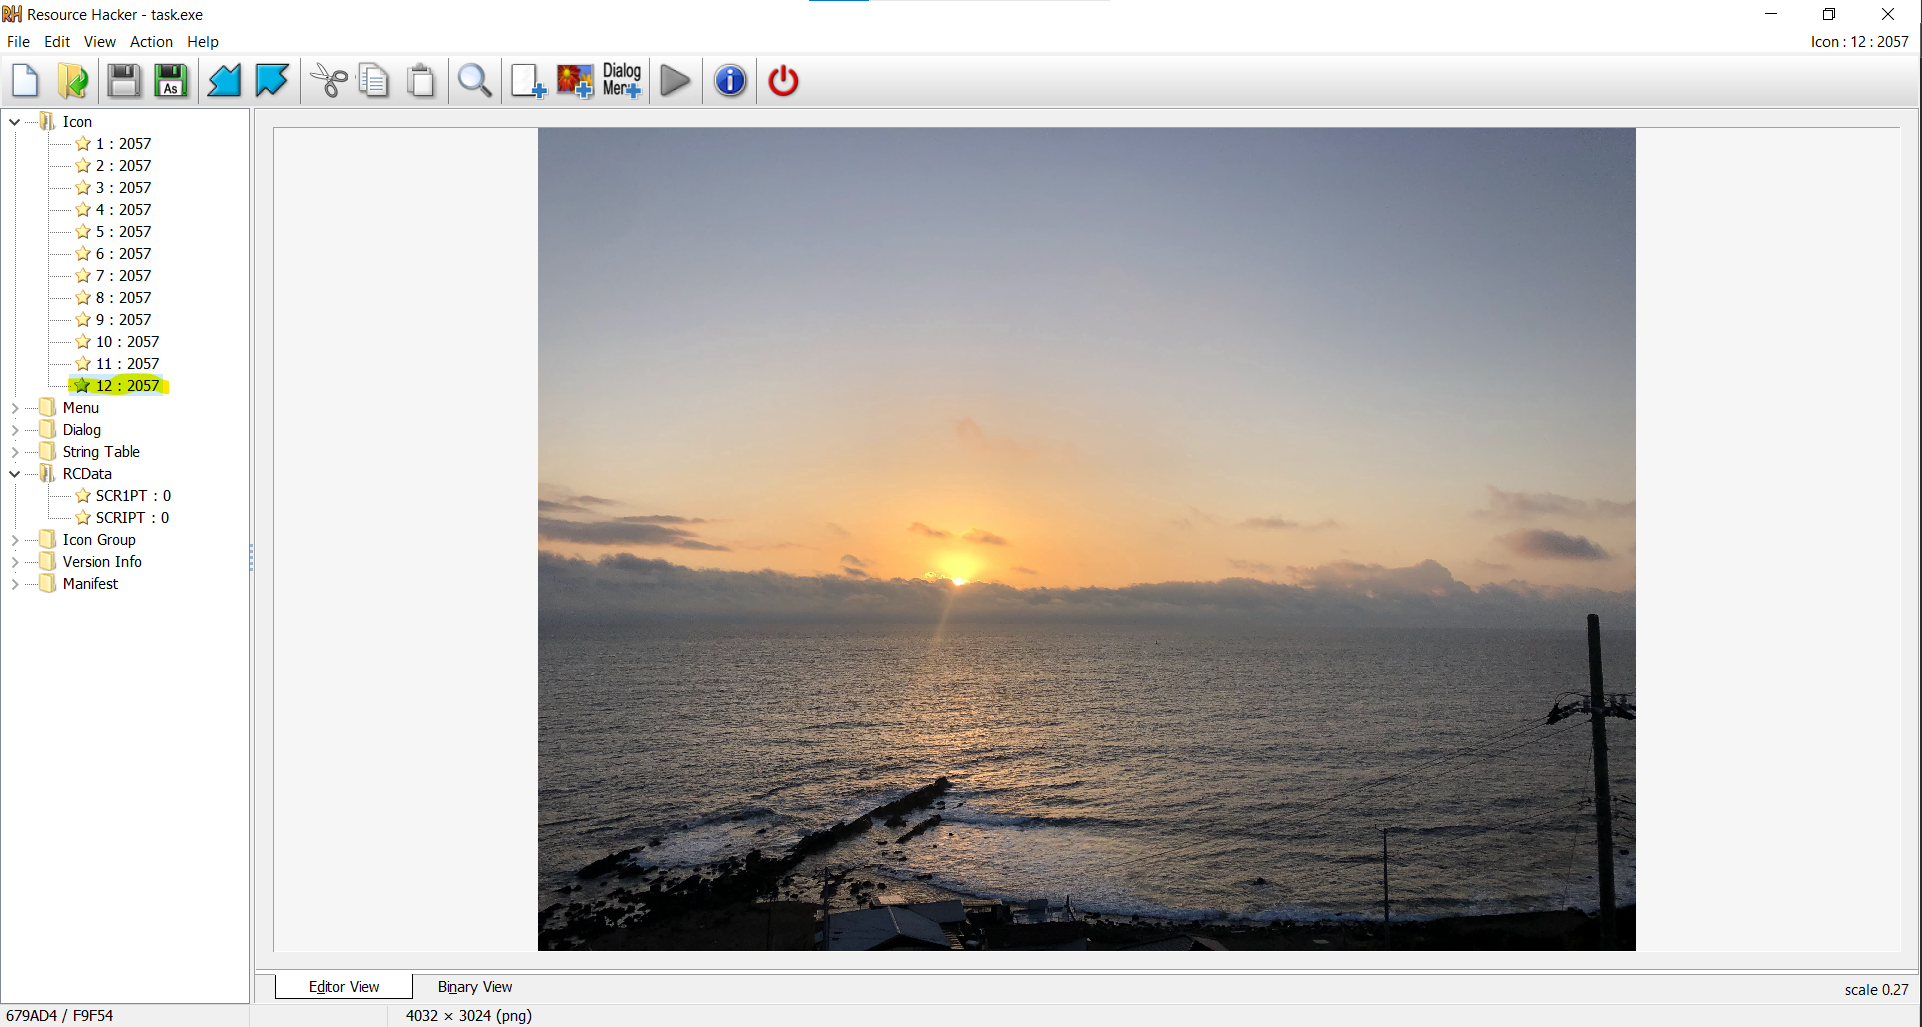 Resource Hacker - task.exe
File Edit View Action Help
Icon : 12 : 2057
As
Dialog
Menu
Icon
1 : 2057
2 : 2057
3 : 2057
4 : 2057
5 : 2057
6 : 2057
7 : 2057
8 : 2057
9 : 2057
10 : 2057
11 : 2057
12 : 2057
Menu
Dialog
String Table
RCData
SCR1PT : 0
SCRIPT : 0
Icon Group
Version Info
Manifest
Editor View Binary View
scale 0.27
679AD4 / F9F54
4032 × 3024 (png)